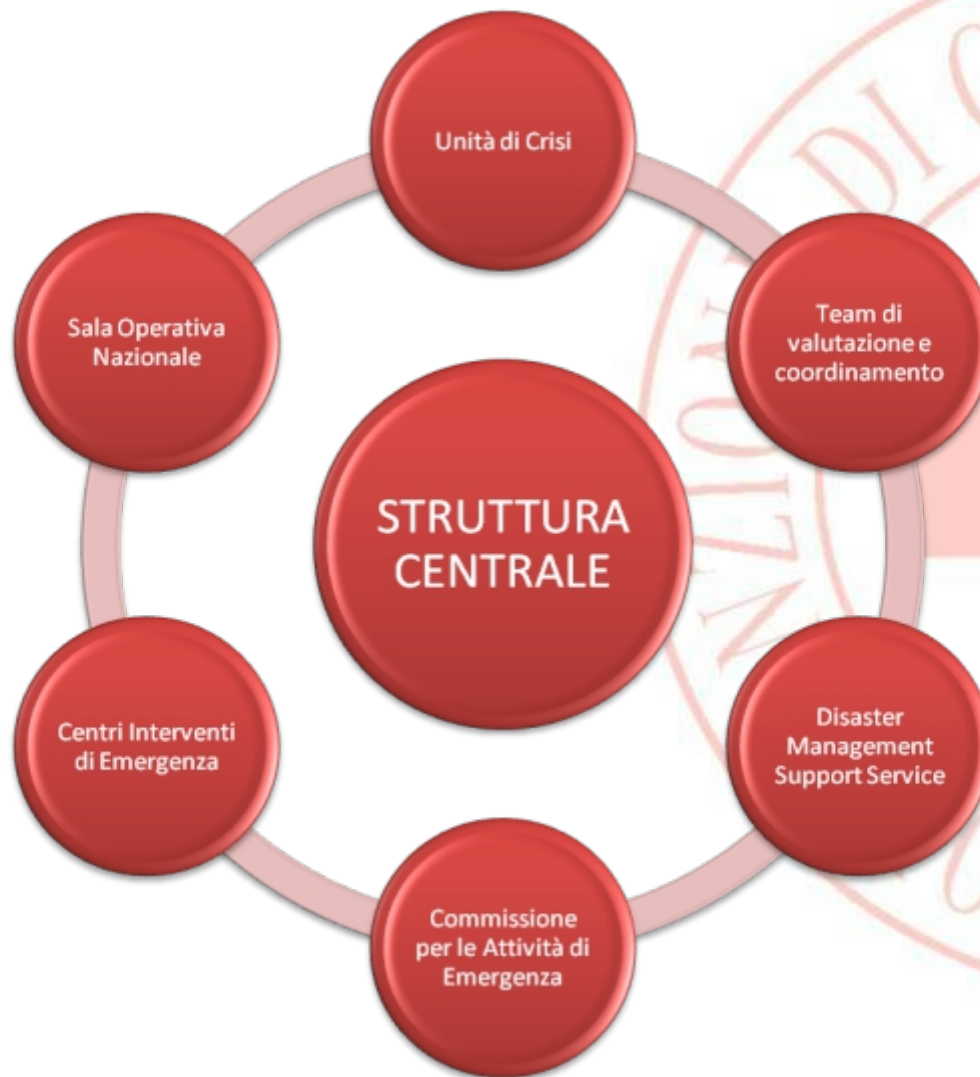 Unità di Crisi
Team di
valutazione e
coordinamento
Disaster
Management
Support Service
Commissione
per le Attività di
Emergenza
Centri Interventi
di Emergenza
Sala Operativa
Nazionale
STRUTTURA
CENTRALE